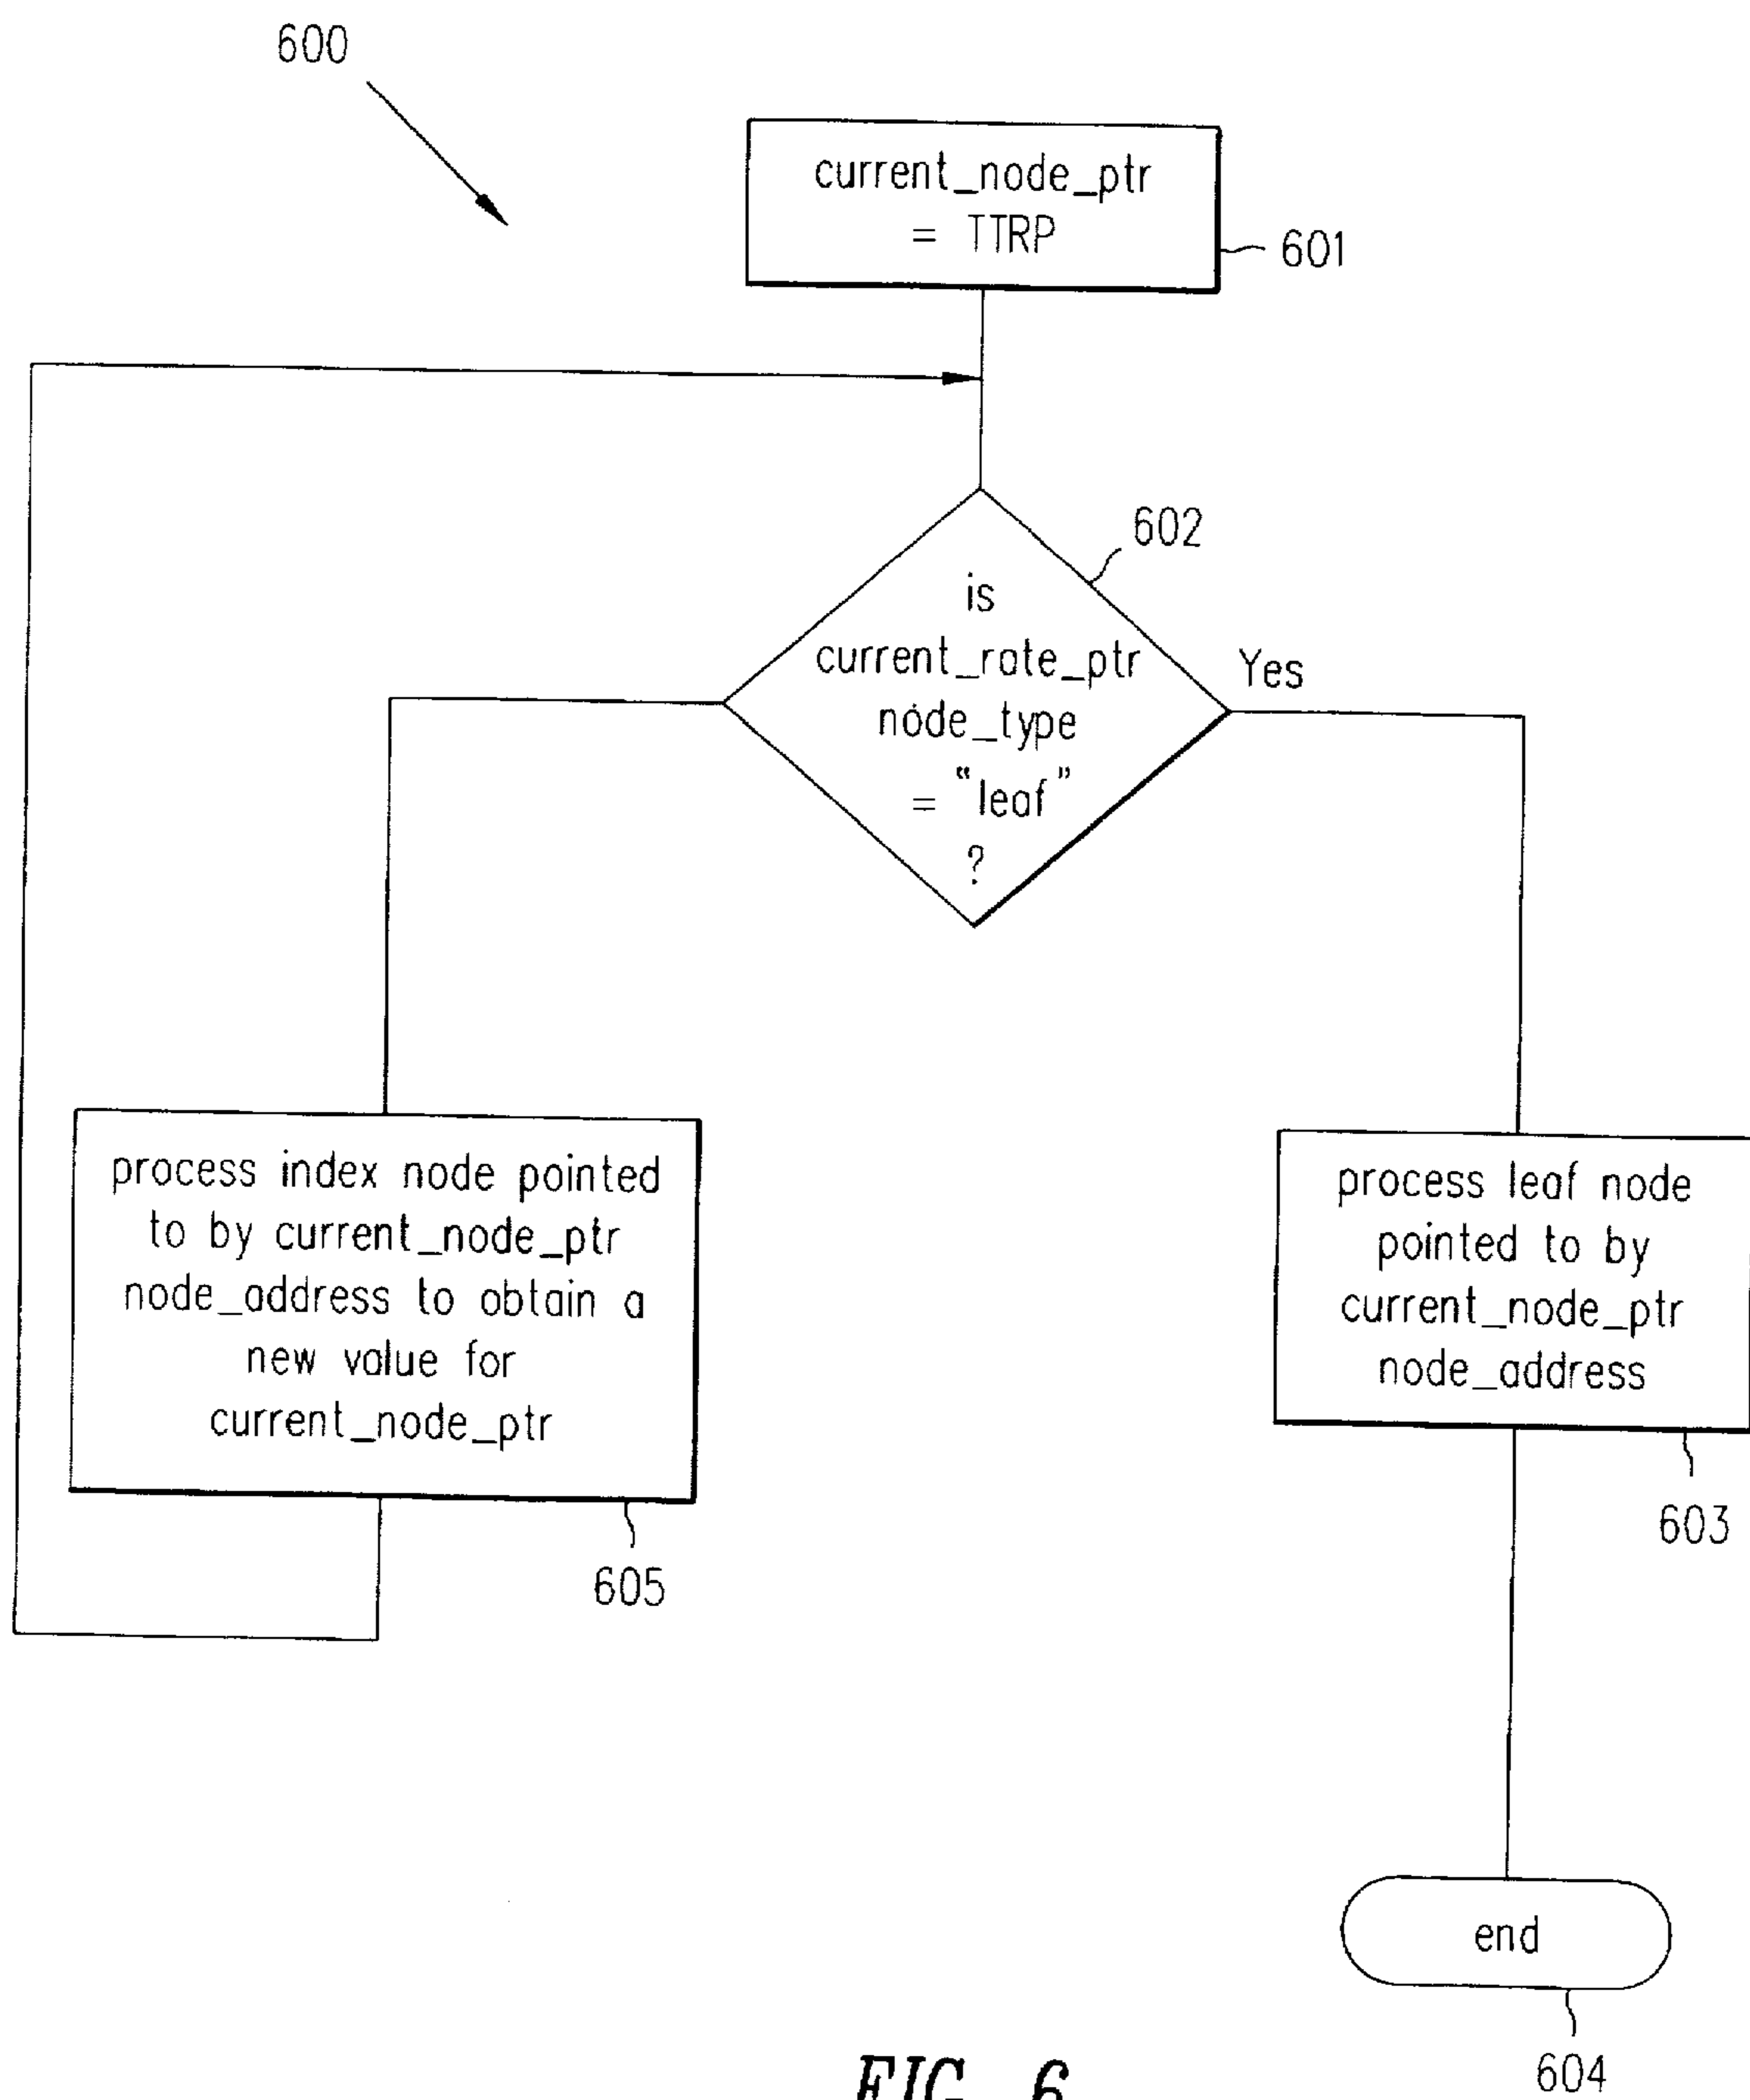 600
current_node_ptr
= TTRP
601
602
is
current_rate_ptr
node_type
= "leaf"
?
Yes
process index node pointed
to by current_node_ptr
node_address to obtain a
new value for
current_node_ptr
605
process leaf node
pointed to by
current_node_ptr
node_address
603
end
604
FIG. 6